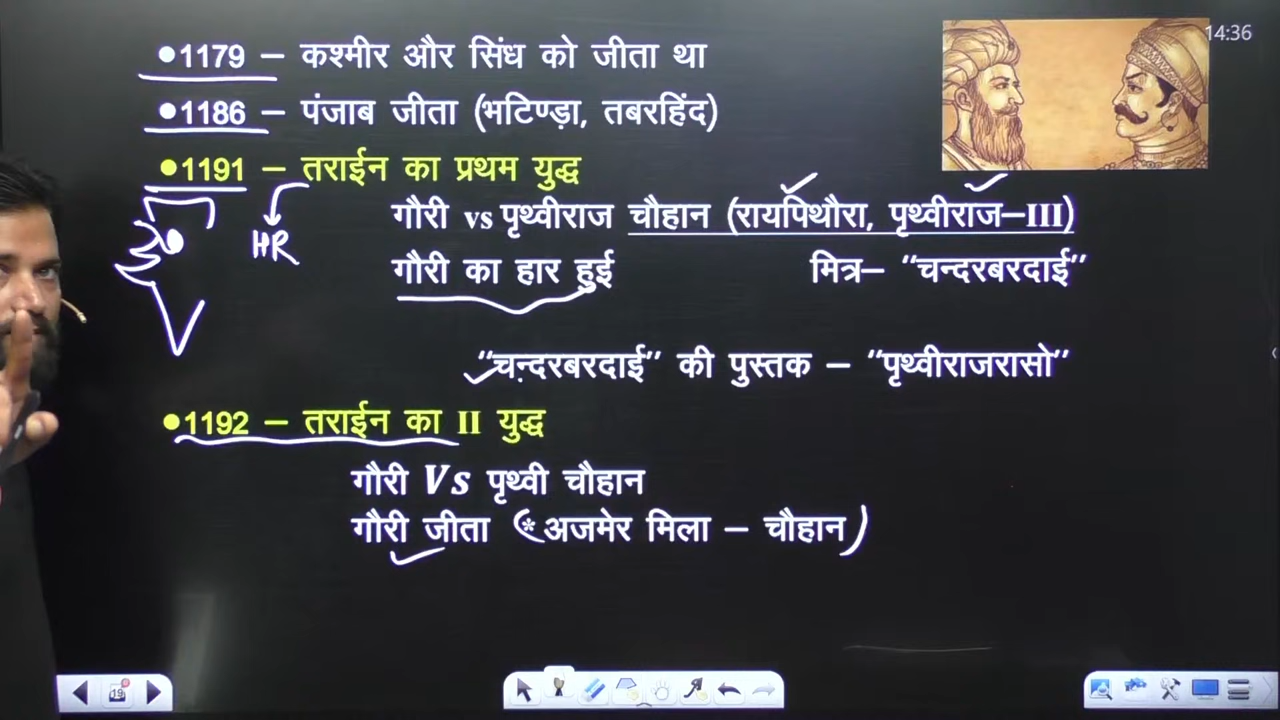 14:36
•1179 – कश्मीर और सिंध को जीता था
•1186 – पंजाब जीता (भटिण्ड़ा, तबरहिंद)
•1191 – तराईन का प्रथम युद्ध
गौरी vs पृथ्वीराज चौहान (रायपिथौरा, पृथ्वीराज–III)
HR
गौरी का हार हुई मित्र– “चन्दरबरदाई”
“चन्दरबरदाई” की पुस्तक – “पृथ्वीराजरासो”
•1192 – तराईन का II युद्ध
गौरी Vs पृथ्वी चौहान
गौरी जीता (*अजमेर मिला – चौहान)
19